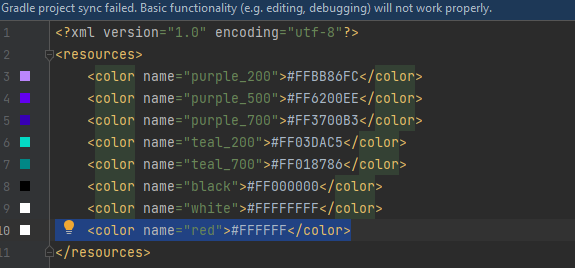 Gradle project sync failed. Basic functionality (e.g. editing, debugging) will not work properly.
1 <?xml version="1.0" encoding="utf-8"?>
2 <resources>
3 <color name="purple_200">#FFBB86FC</color>
4 <color name="purple_500">#FF6200EE</color>
5 <color name="purple_700">#FF3700B3</color>
6 <color name="teal_200">#FF03DAC5</color>
7 <color name="teal_700">#FF018786</color>
8 <color name="black">#FF000000</color>
9 <color name="white">#FFFFFFFF</color>
10 <color name="red">#FFFFFF</color>
11 </resources>